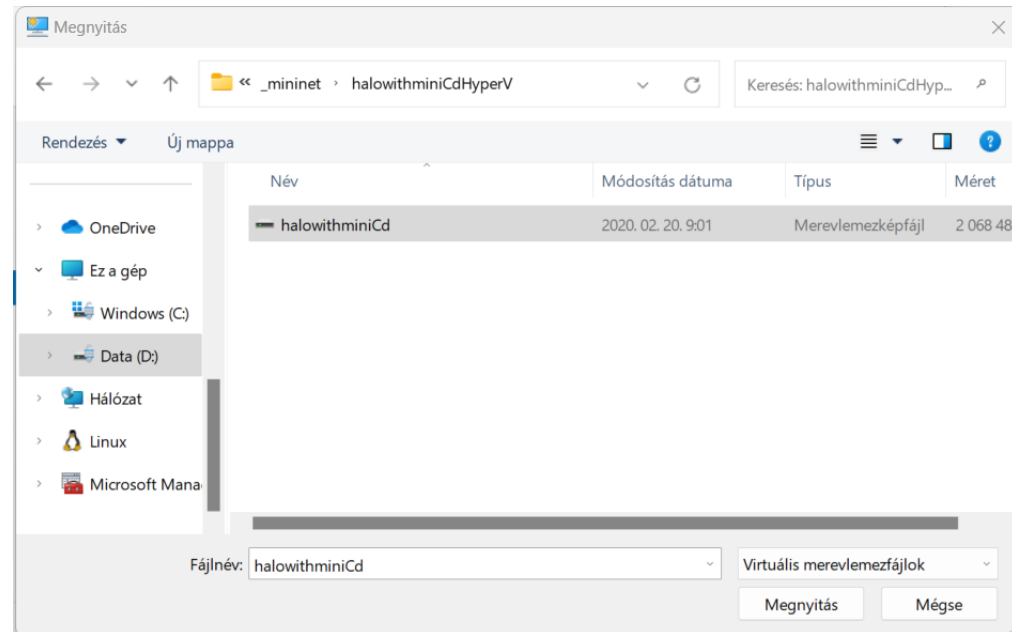 Megnyitás
« _mininet › halowithminiCdHyperV
Keresés: halowithminiCdHyp...
Rendezés
Új mappa
Név Módosítás dátuma Típus Méret
halowithminiCd 2020. 02. 20. 9:01 Merevlemezképfájl 2 068 48
OneDrive
Ez a gép
Windows (C:)
Data (D:)
Hálózat
Linux
Microsoft Mana
Fájlnév: halowithminiCd Virtuális merevlemezfájlok
Megnyitás Mégse